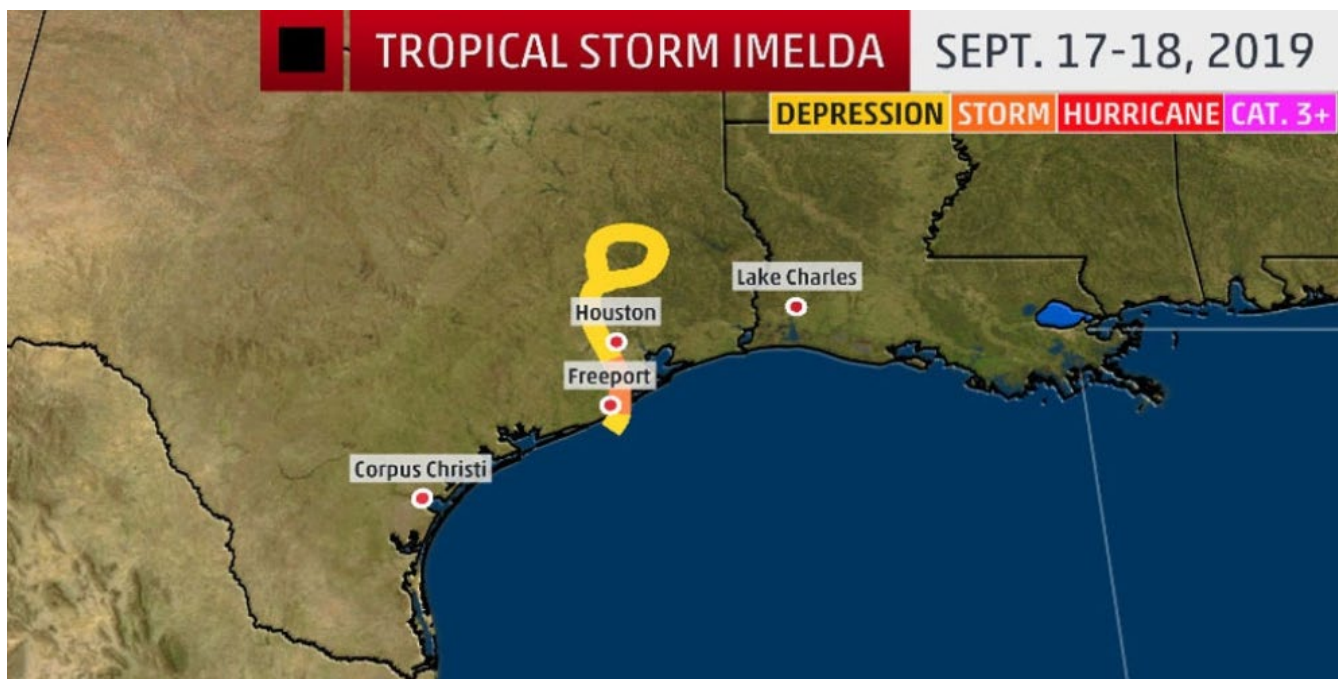 TROPICAL STORM IMELDA
SEPT. 17-18, 2019
DEPRESSION STORM HURRICANE CAT. 3+
Lake Charles
Houston
Freeport
Corpus Christi